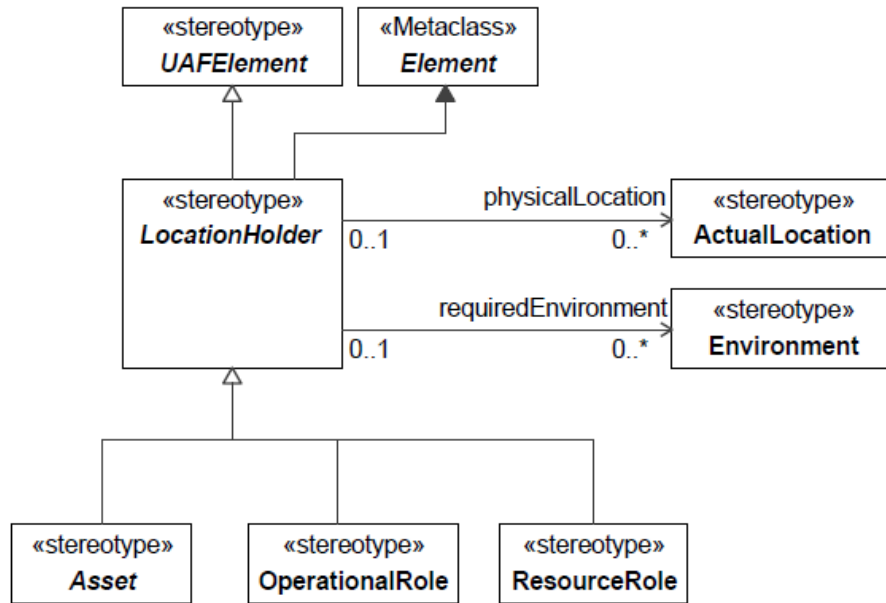 «stereotype»
UAFElement
«Metaclass»
Element
«stereotype»
LocationHolder
physicalLocation
0..1
0..*
«stereotype»
ActualLocation
requiredEnvironment
0..1
0..*
«stereotype»
Environment
«stereotype»
Asset
«stereotype»
OperationalRole
«stereotype»
ResourceRole